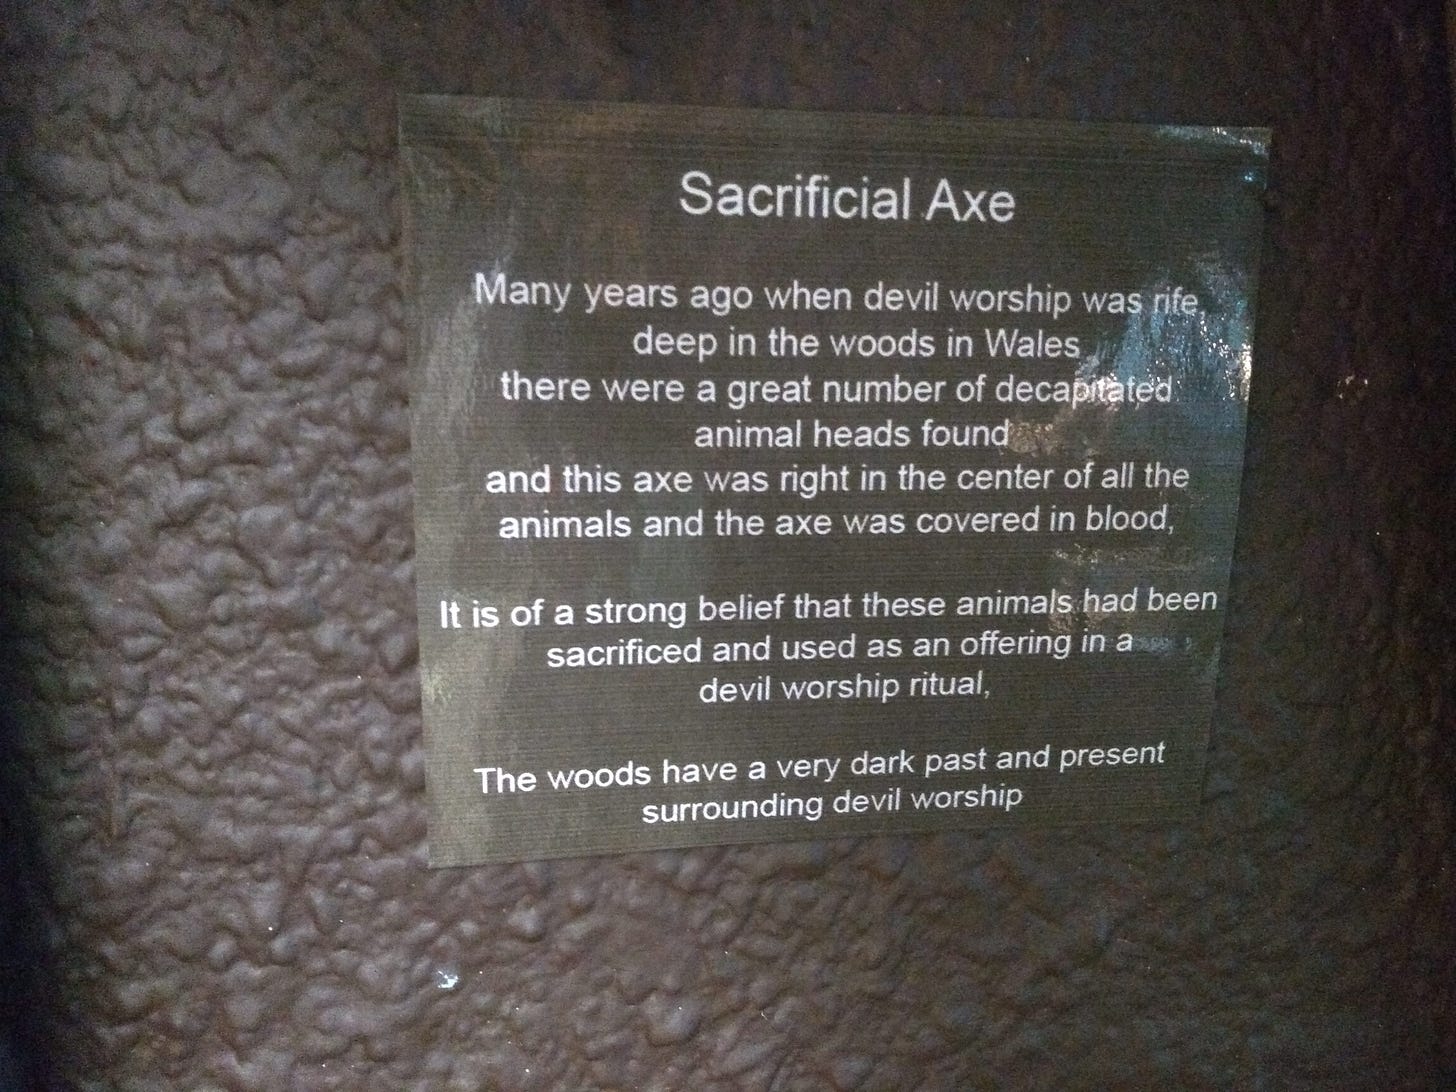 Sacrificial Axe
Many years ago when devil worship was rife,
deep in the woods in Wales
there were a great number of decapitated
animal heads found
and this axe was right in the center of all the
animals and the axe was covered in blood,
It is of a strong belief that these animals had been
sacrificed and used as an offering in a
devil worship ritual,
The woods have a very dark past and present
surrounding devil worship